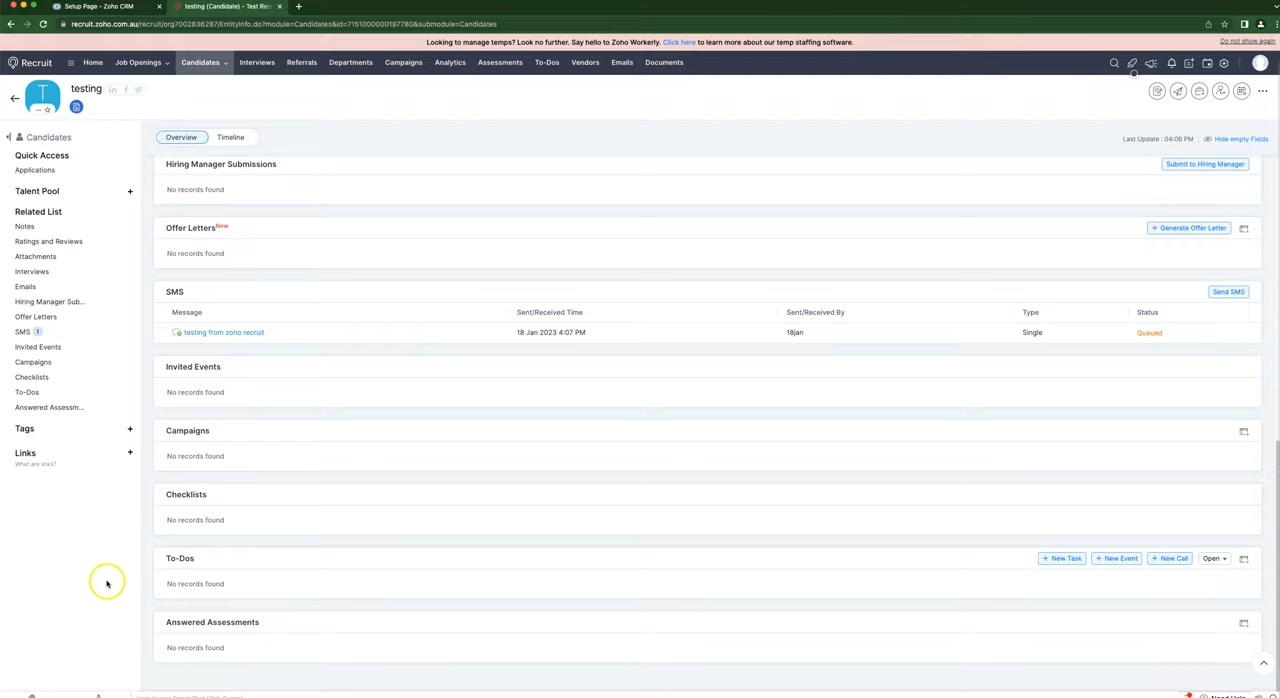 Setup Page - Zoho CRM
testing (Candidate) - Test Rec
recruit.zoho.com.au/recruit/org7002836287/EntityInfo.do?module=Candidates&id=7151000000197780&submodule=Candidates
Looking to manage temps? Look no further. Say hello to Zoho Workerly. Click here to learn more about our temp staffing software.
Do not show again
Recruit Home Job Openings Candidates Interviews Referrals Departments Campaigns Analytics Assessments To-Dos Vendors Emails Documents
T
testing
Candidates
Overview Timeline
Last Update : 04:06 PM Hide empty Fields
Quick Access
Applications
Talent Pool +
Related List
Notes
Ratings and Reviews
Attachments
Interviews
Emails
Hiring Manager Sub...
Offer Letters
SMS 1
Invited Events
Campaigns
Checklists
To-Dos
Answered Assessm...
Tags +
Links +
What are links?
Hiring Manager Submissions Submit to Hiring Manager
No records found
Offer Letters New + Generate Offer Letter
No records found
SMS Send SMS
Message Sent/Received Time Sent/Received By Type Status
testing from zoho recruit 18 Jan 2023 4:07 PM 18jan Single Queued
Invited Events
No records found
Campaigns
No records found
Checklists
No records found
To-Dos + New Task + New Event + New Call Open
No records found
Answered Assessments
No records found
Need Help